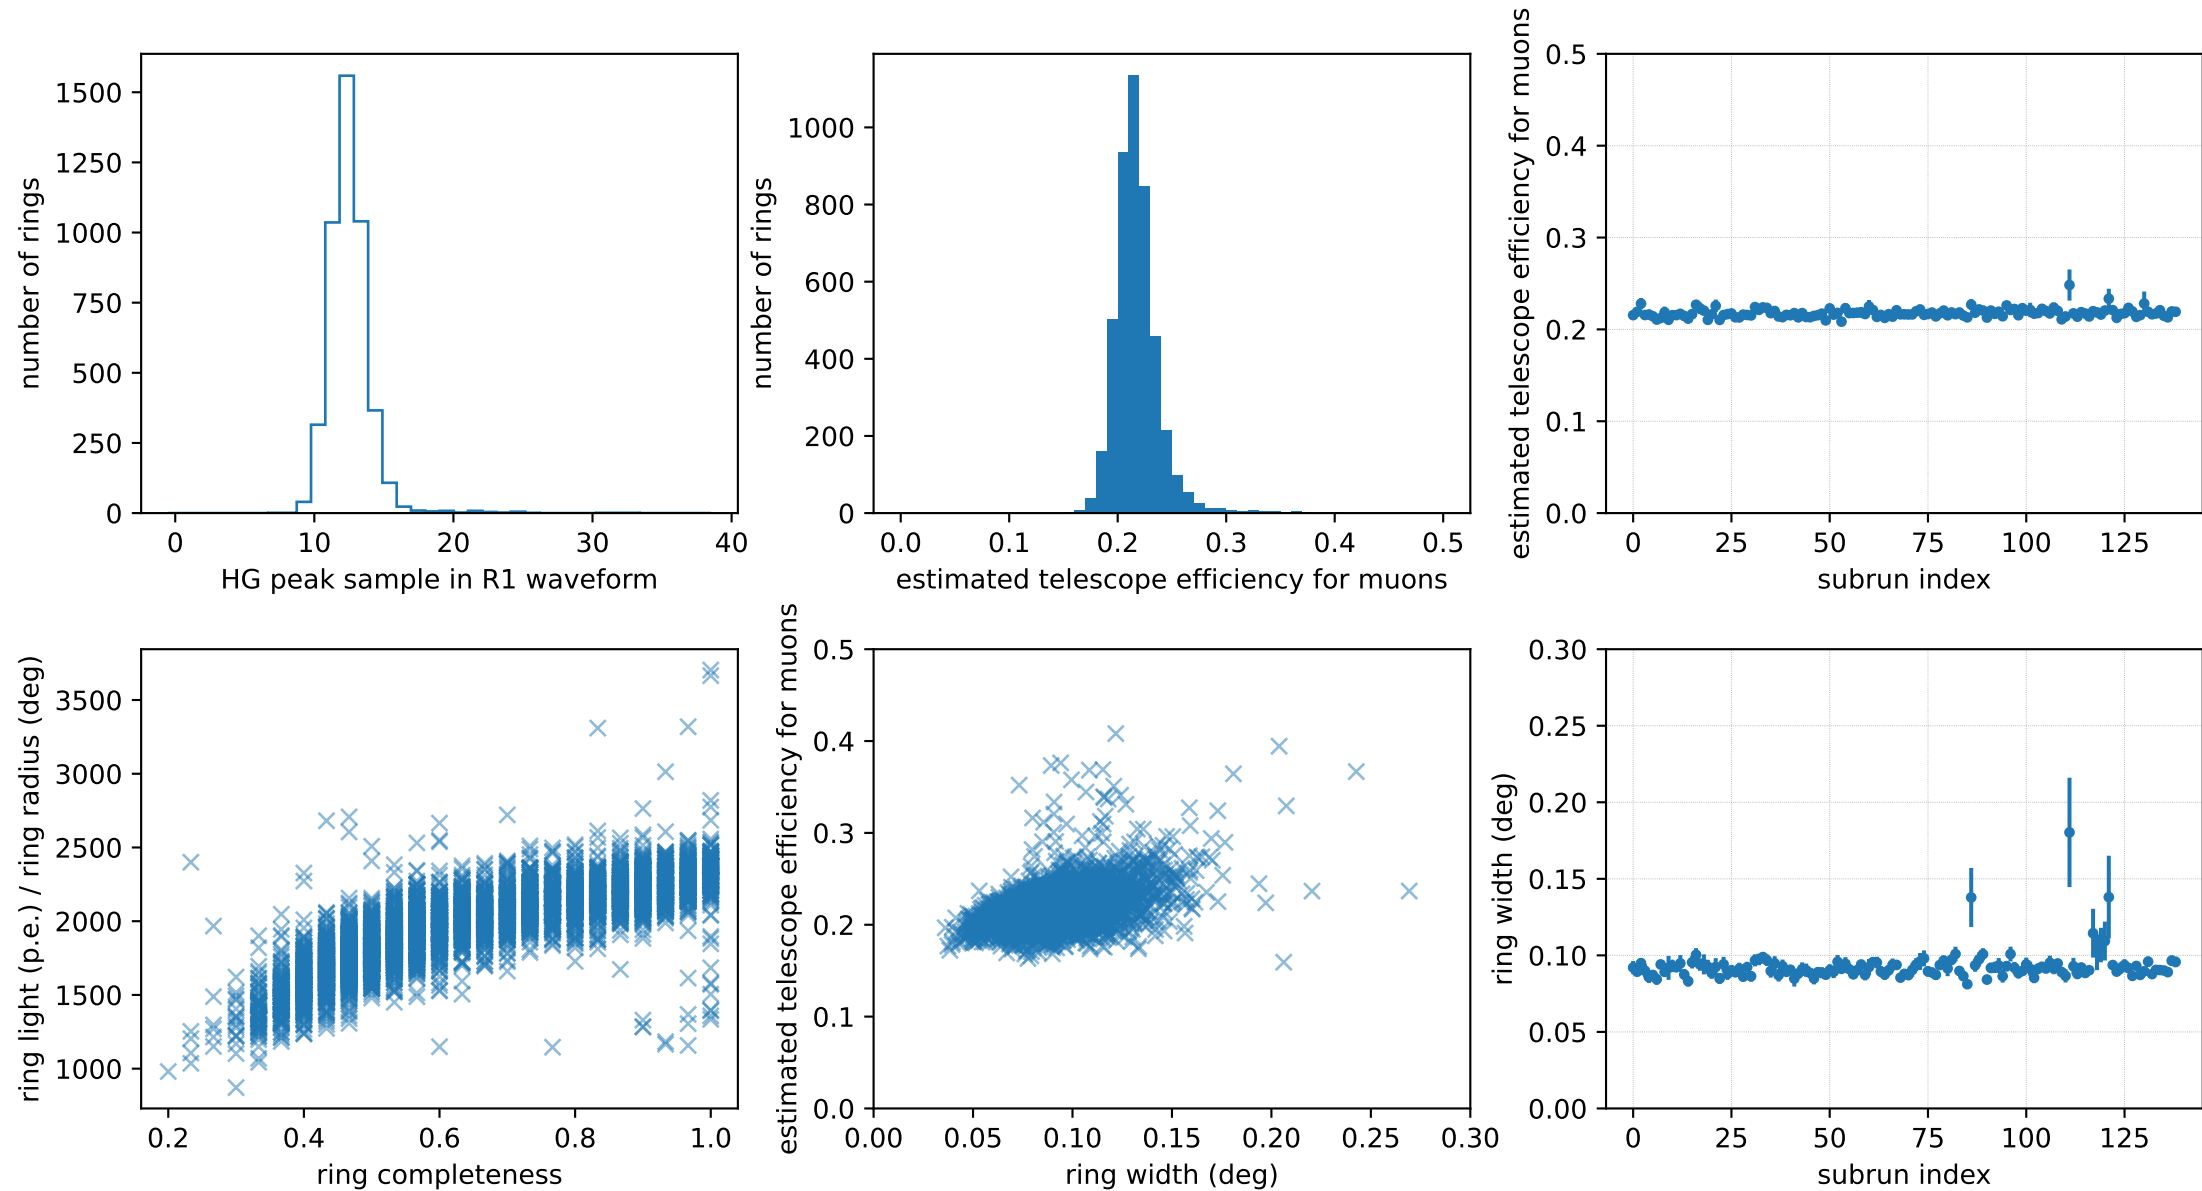 1500
1250
1000
750
500
250
0
number of rings
0 10 20 30 40
HG peak sample in R1 waveform
1000
800
600
400
200
0
number of rings
0.0 0.1 0.2 0.3 0.4 0.5
estimated telescope efficiency for muons
0.5
0.4
0.3
0.2
0.1
0.0
estimated telescope efficiency for muons
0 25 50 75 100 125
subrun index
3500
3000
2500
2000
1500
1000
ring light (p.e.) / ring radius (deg)
0.2 0.4 0.6 0.8 1.0
ring completeness
0.5
0.4
0.3
0.2
0.1
0.0
estimated telescope efficiency for muons
0.00 0.05 0.10 0.15 0.20 0.25 0.30
ring width (deg)
0.30
0.25
0.20
0.15
0.10
0.05
0.00
ring width (deg)
0 25 50 75 100 125
subrun index